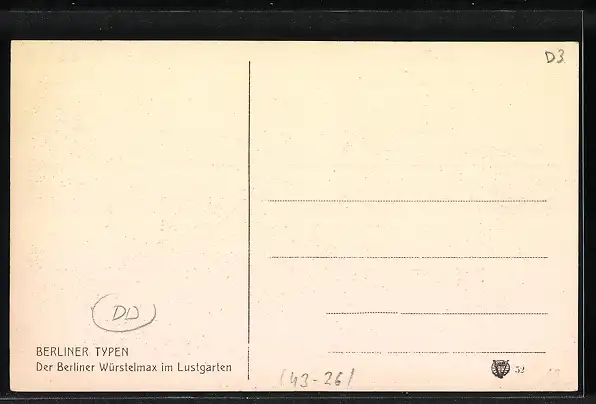 D3
DD
BERLINER TYPEN
Der Berliner Würstelmax im Lustgarten
(43-26)
52